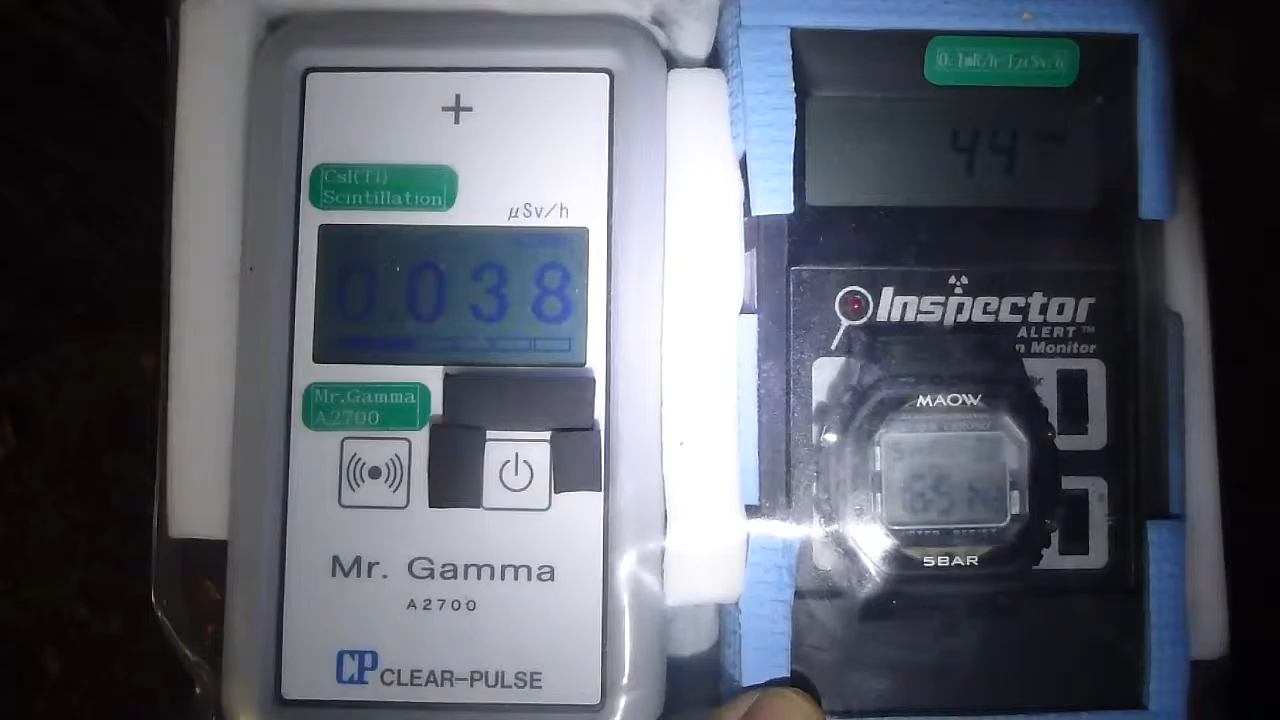 +
CsI(Tl)
Scintillation
μSv/h
0.038
Mr.Gamma
A2700
Mr. Gamma
A2700
CP CLEAR-PULSE
0.1mR/h=1μSv/h
44
Inspector
ALERT™
n Monitor
MAOW
5BAR